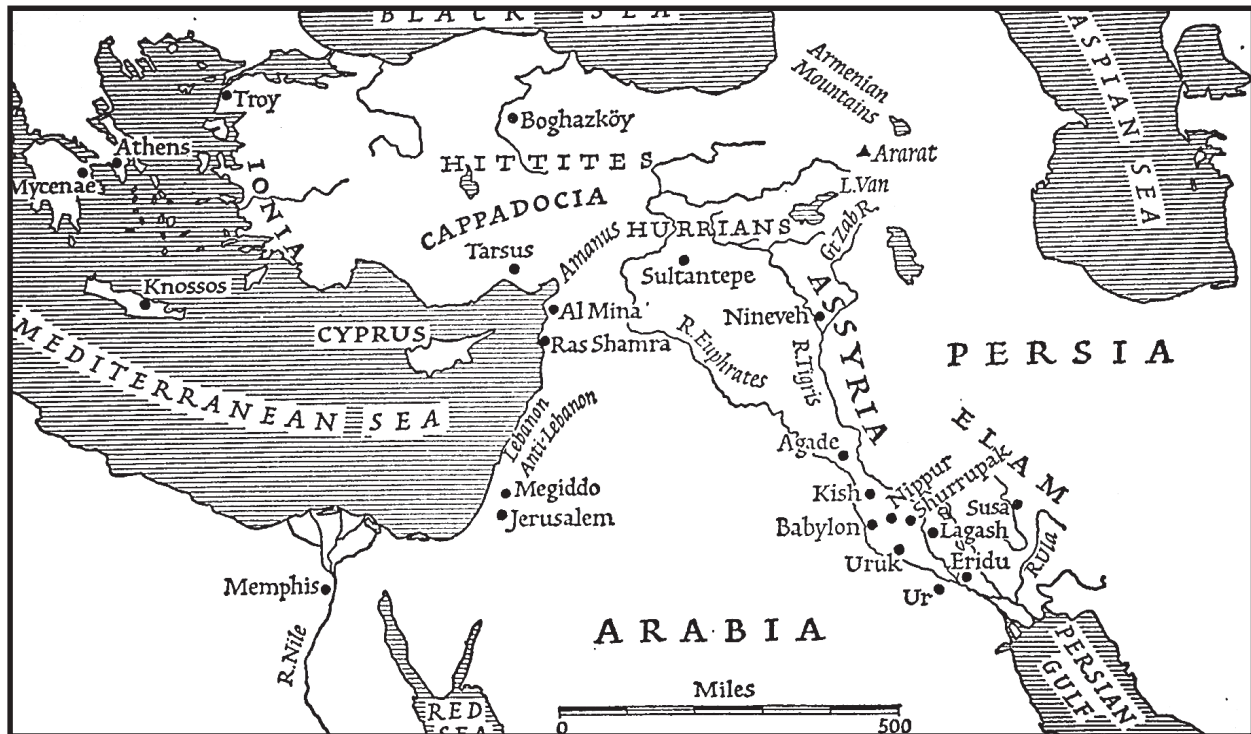 BLACK SEA
CASPIAN SEA
Armenian
Mountains
Troy
Boghazköy
Athens
Ararat
Mycenae
HITTITES
IONIA
L.Van
CAPPADOCIA
HURRIANS
Gt Zab R.
Tarsus
Amanus
Sultantepe
Knossos
ASSYRIA
Al Mina
Nineveh
CYPRUS
Ras Shamra
R.Euphrates
R.Tigris
PERSIA
MEDITERRANEAN SEA
Lebanon
Anti-Lebanon
ELAM
Agade
Nippur
Shurrupak
Megiddo
Kish
Susa
Jerusalem
Babylon
Lagash
Uruk
Eridu
R.Ula
Memphis
Ur
ARABIA
R.Nile
PERSIAN
GULF
Miles
RED
SEA
0 500